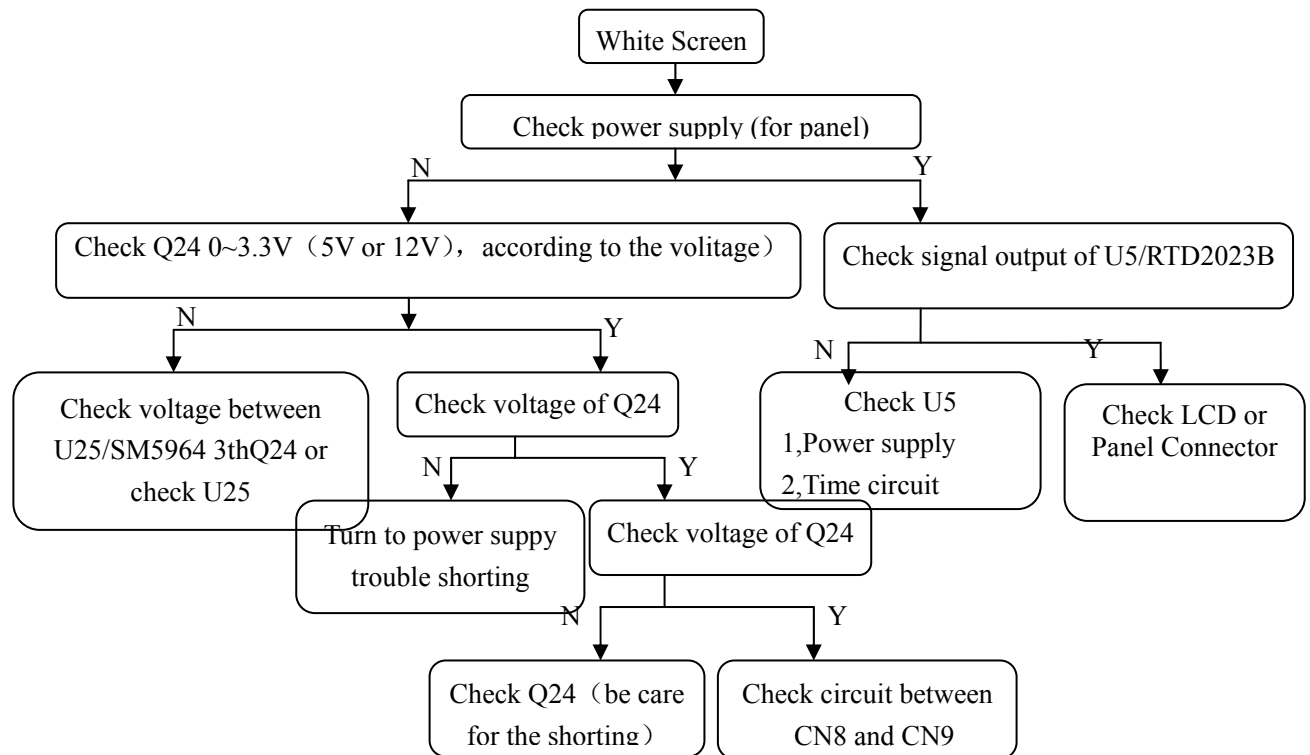 White Screen
Check power supply (for panel)
N
Y
Check Q24 0~3.3V（5V or 12V），according to the volitage）
Check signal output of U5/RTD2023B
N
Y
N
Y
Check voltage between
U25/SM5964 3thQ24 or
check U25
Check voltage of Q24
Check U5
1,Power supply
2,Time circuit
Check LCD or
Panel Connector
N
Y
Turn to power suppy
trouble shorting
Check voltage of Q24
N
Y
Check Q24（be care
for the shorting）
Check circuit between
CN8 and CN9